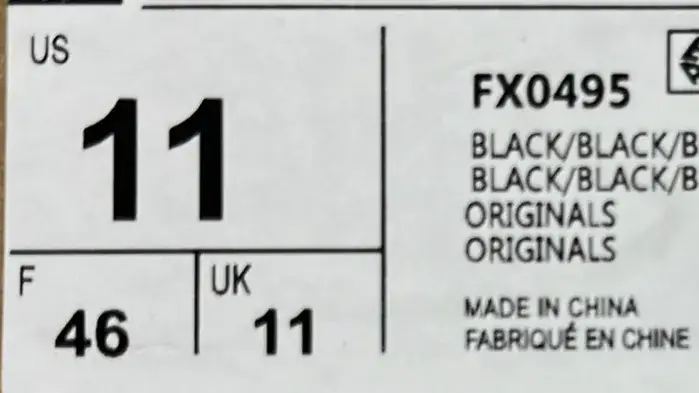 US
11
F
46
UK
11
FX0495
BLACK/BLACK/B
BLACK/BLACK/B
ORIGINALS
ORIGINALS
MADE IN CHINA
FABRIQUÉ EN CHINE